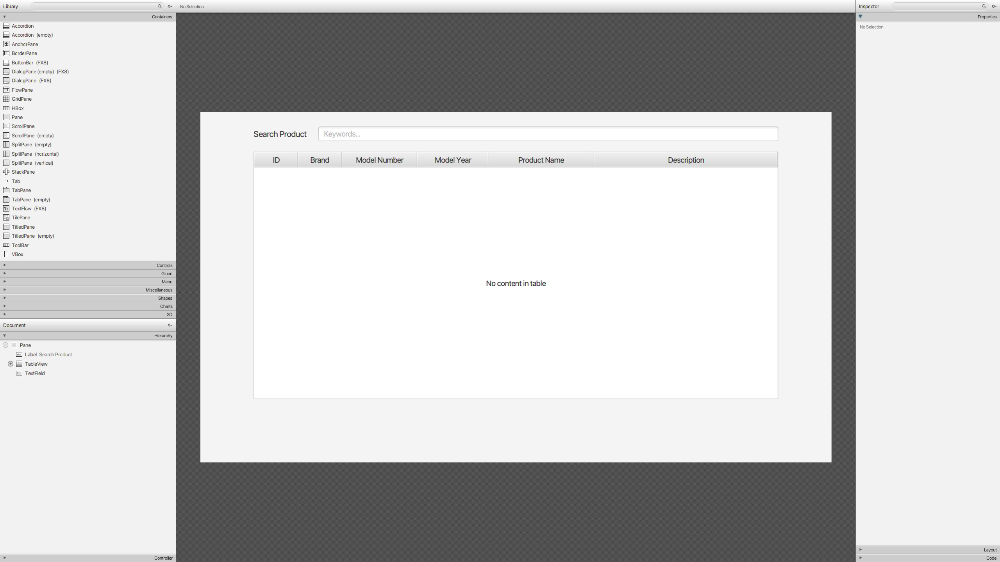 Library
Containers
Accordion
Accordion (empty)
AnchorPane
BorderPane
ButtonBar (FX8)
DialogPane (empty) (FX8)
DialogPane (FX8)
FlowPane
GridPane
HBox
Pane
ScrollPane
ScrollPane (empty)
SplitPane (empty)
SplitPane (horizontal)
SplitPane (vertical)
StackPane
Tab
TabPane
TabPane (empty)
TextFlow (FX8)
TilePane
TitledPane
TitledPane (empty)
ToolBar
VBox
Controls
Gluon
Menu
Miscellaneous
Shapes
Charts
3D
Document
Hierarchy
Pane
abc Label Search Product
TableView
TextField
Controller
No Selection
Search Product Keywords...
ID Brand Model Number Model Year Product Name Description
No content in table
Inspector
Properties
No Selection
Layout
Code